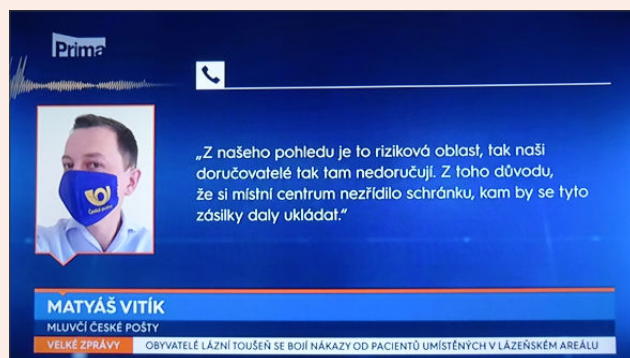 Prima
Česká pošta
„Z našeho pohledu je to riziková oblast, tak naši
doručovatelé tak tam nedoručují. Z toho důvodu,
že si místní centrum nezřídilo schránku, kam by se tyto
zásilky daly ukládat.“
MATYÁŠ VITÍK
MLUVČÍ ČESKÉ POŠTY
VELKÉ ZPRÁVY
OBYVATELÉ LÁZNÍ TOUŠEŇ SE BOJÍ NÁKAZY OD PACIENTŮ UMÍSTĚNÝCH V LÁZEŇSKÉM AREÁLU